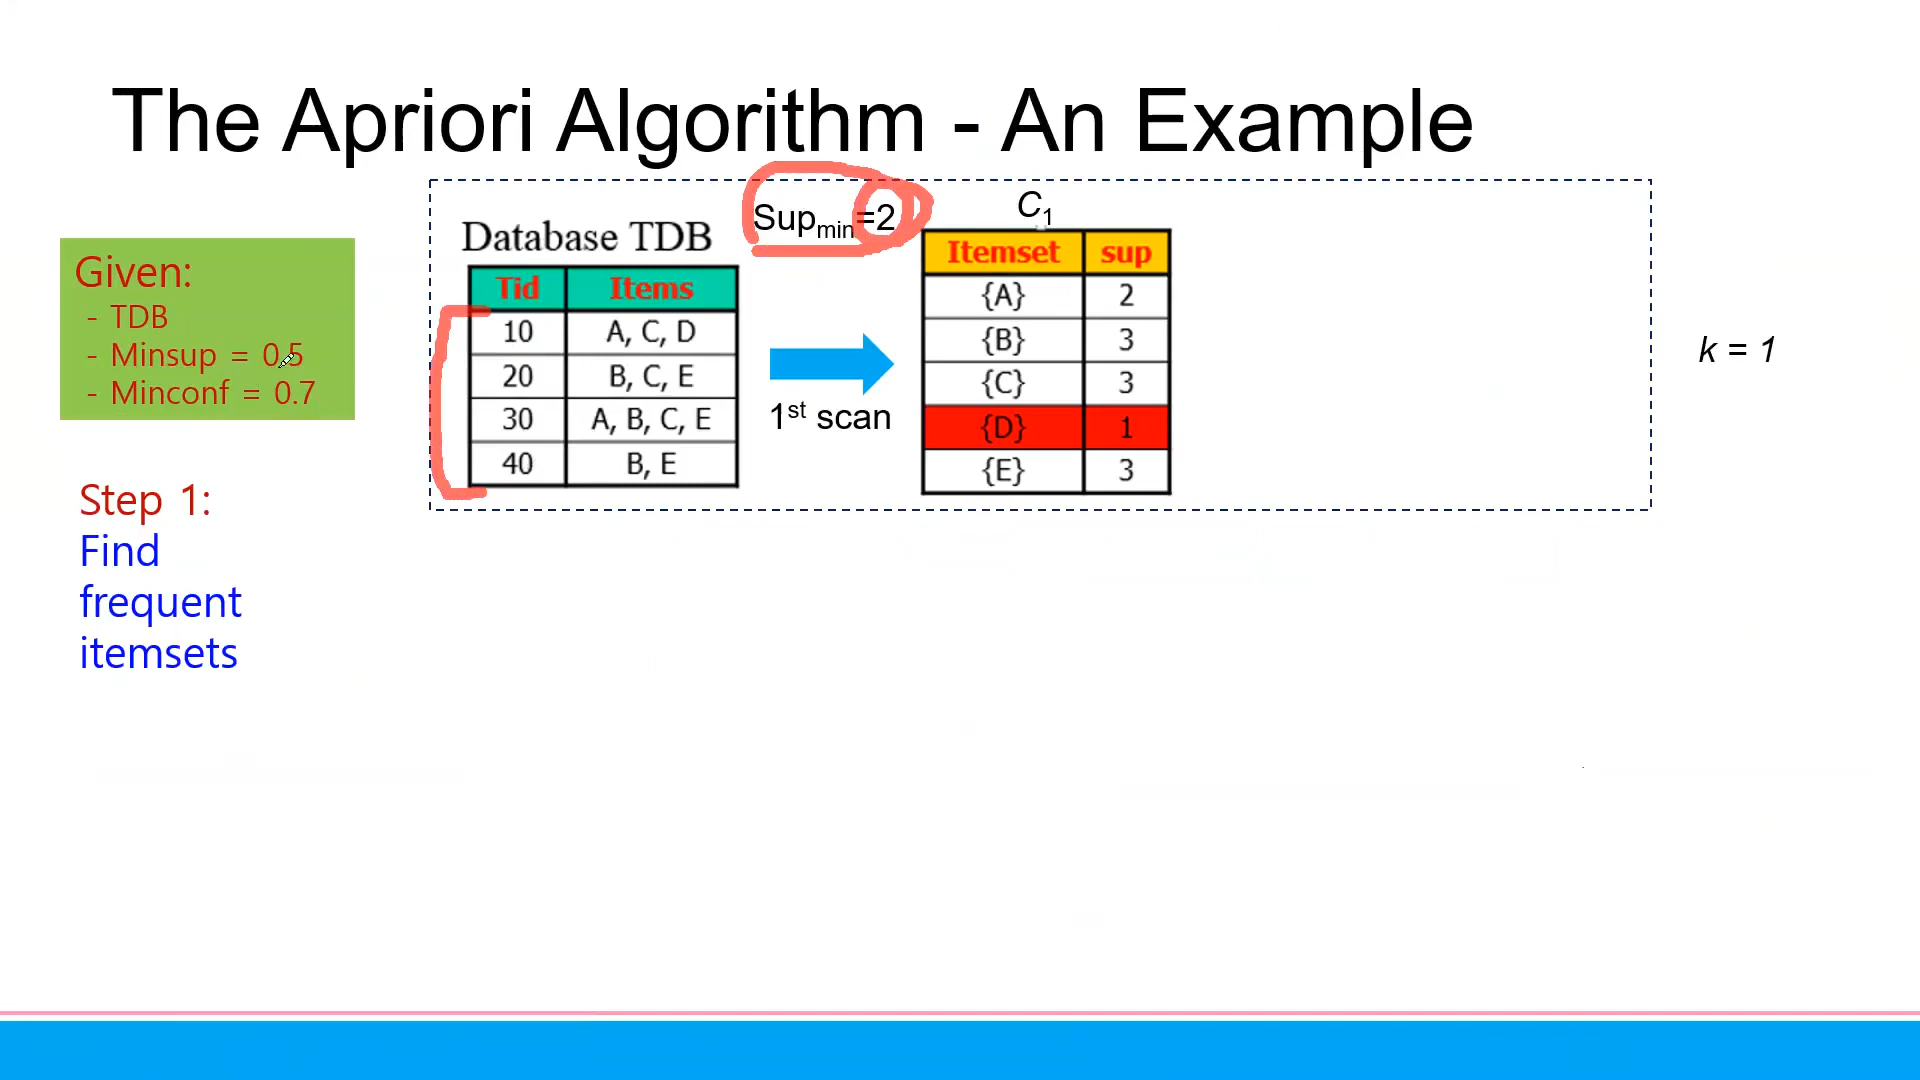 The Apriori Algorithm - An Example
Given:
- TDB
- Minsup = 0.5
- Minconf = 0.7
Step 1:
Find
frequent
itemsets
Database TDB
Tid Items
10 A, C, D
20 B, C, E
30 A, B, C, E
40 B, E
Supmin=2
1st scan
C1
Itemset sup
{A} 2
{B} 3
{C} 3
{D} 1
{E} 3
k = 1